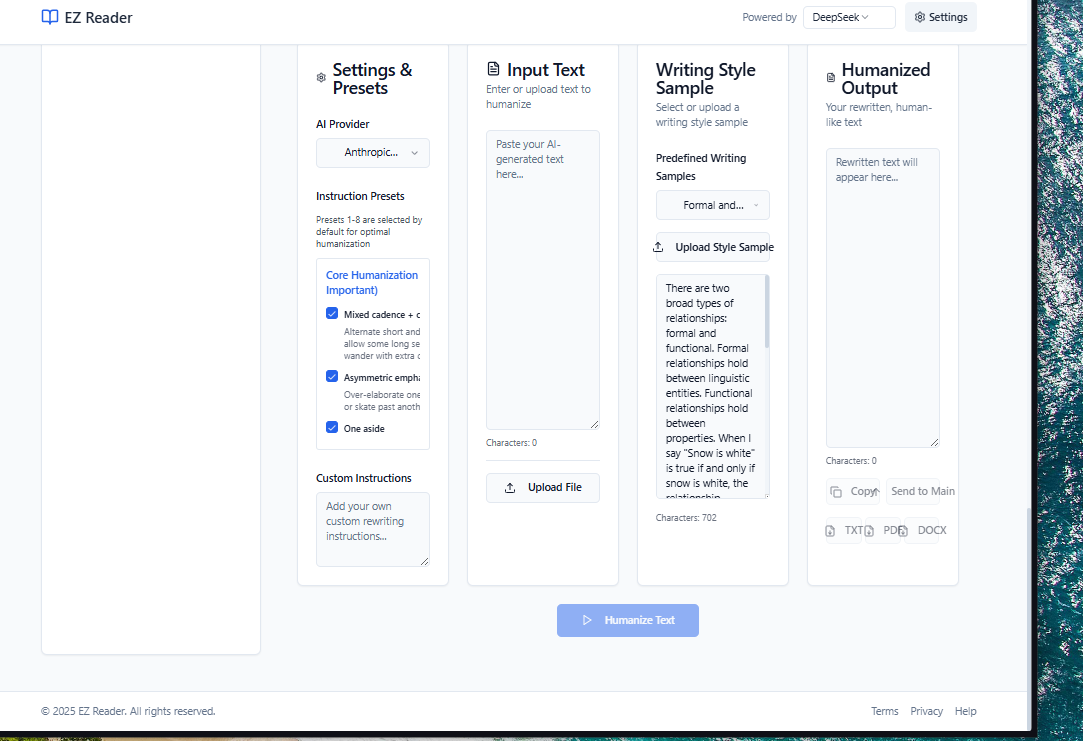 EZ Reader
Powered by
DeepSeek
Settings
Settings &
Presets
AI Provider
Anthropic...
Instruction Presets
Presets 1-8 are selected by
default for optimal
humanization
Core Humanization
Important)
Mixed cadence + c
Alternate short and
allow some long se
wander with extra c
Asymmetric empha
Over-elaborate one
or skate past anoth
One aside
Custom Instructions
Add your own
custom rewriting
instructions...
Input Text
Enter or upload text to
humanize
Paste your AI-
generated text
here...
Characters: 0
Upload File
Writing Style
Sample
Select or upload a
writing style sample
Predefined Writing
Samples
Formal and...
Upload Style Sample
There are two
broad types of
relationships:
formal and
functional. Formal
relationships hold
between linguistic
entities. Functional
relationships hold
between
properties. When I
say "Snow is white"
is true if and only if
snow is white, the
relationship
Characters: 702
Humanized
Output
Your rewritten, human-
like text
Rewritten text will
appear here...
Characters: 0
Copy
Send to Main
TXT
PDF
DOCX
Humanize Text
© 2025 EZ Reader. All rights reserved.
Terms
Privacy
Help